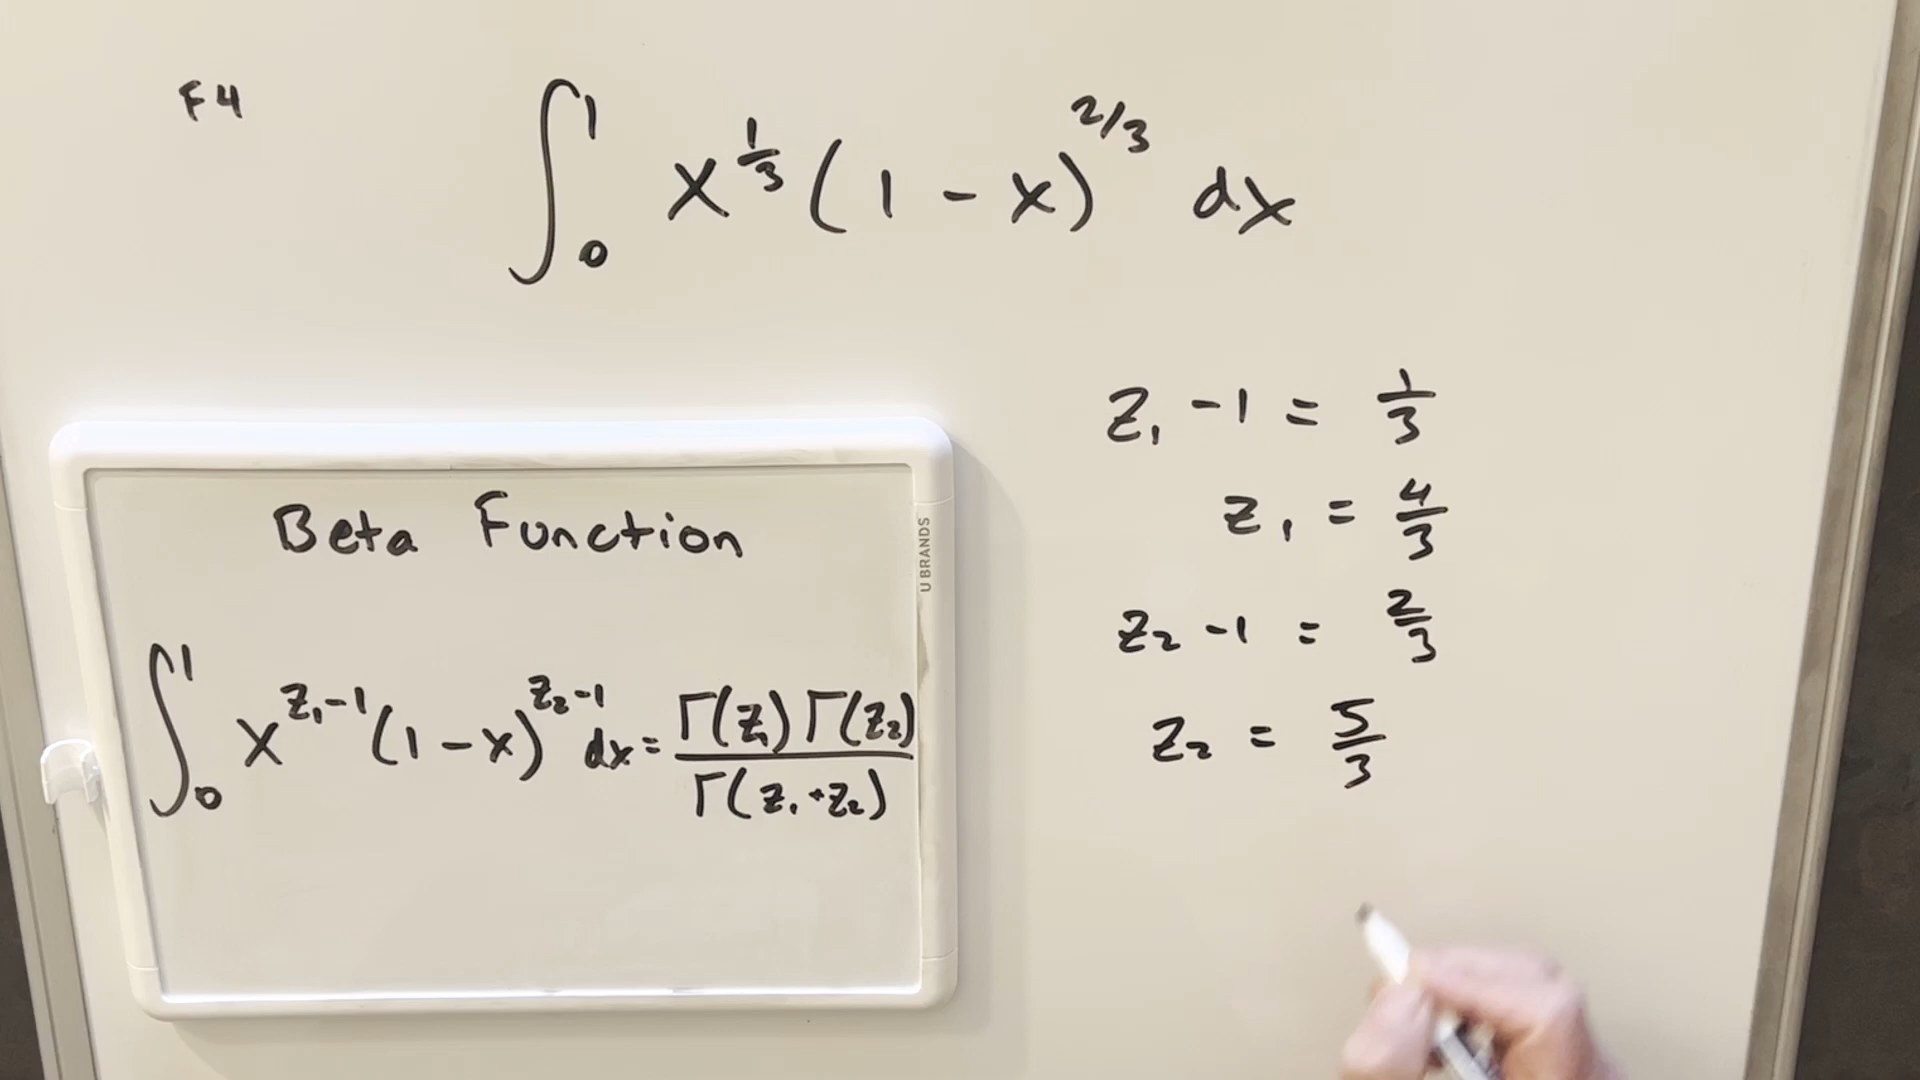 F4
∫₀¹ x^{1/3} (1 - x)^{2/3} dx
z₁ - 1 = 1/3
z₁ = 4/3
z₂ - 1 = 2/3
z₂ = 5/3
Beta Function
∫₀¹ x^{z₁-1} (1 - x)^{z₂-1} dx = Γ(z₁) Γ(z₂) / Γ(z₁ + z₂)
U BRANDS